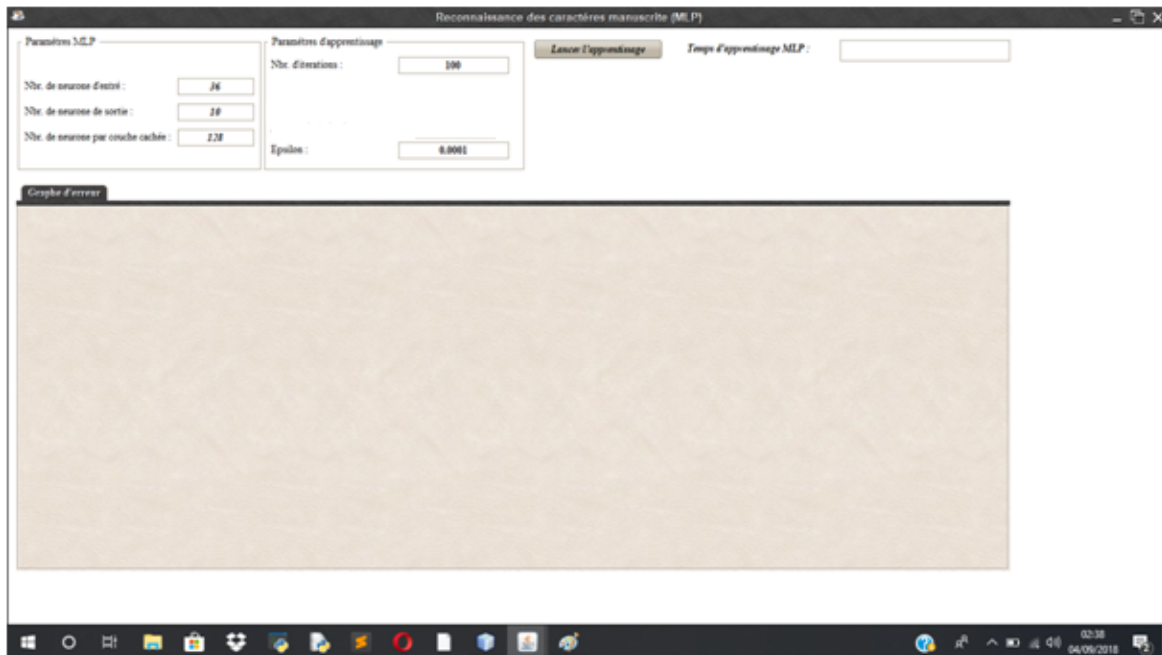 Reconnaissance des caractéres manuscrite (MLP)
Paramètres MLP
Nbr. de neurone d'entré :
36
Nbr. de neurone de sortie :
10
Nbr. de neurone par couche cachée :
128
Paramètres d'apprentissage
Nbr. d'iterations :
100
Epsilon :
0.0001
Lancer l'apprentissage
Temps d'apprentissage MLP :
Graphe d'erreur
02:38
04/09/2018